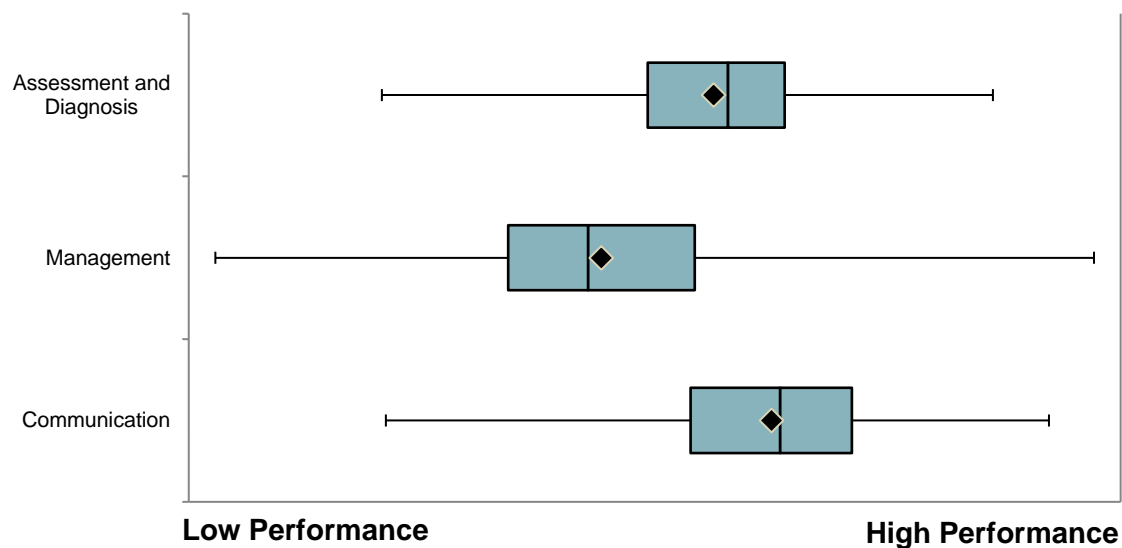 Assessment and
Diagnosis
Management
Communication
Low Performance
High Performance